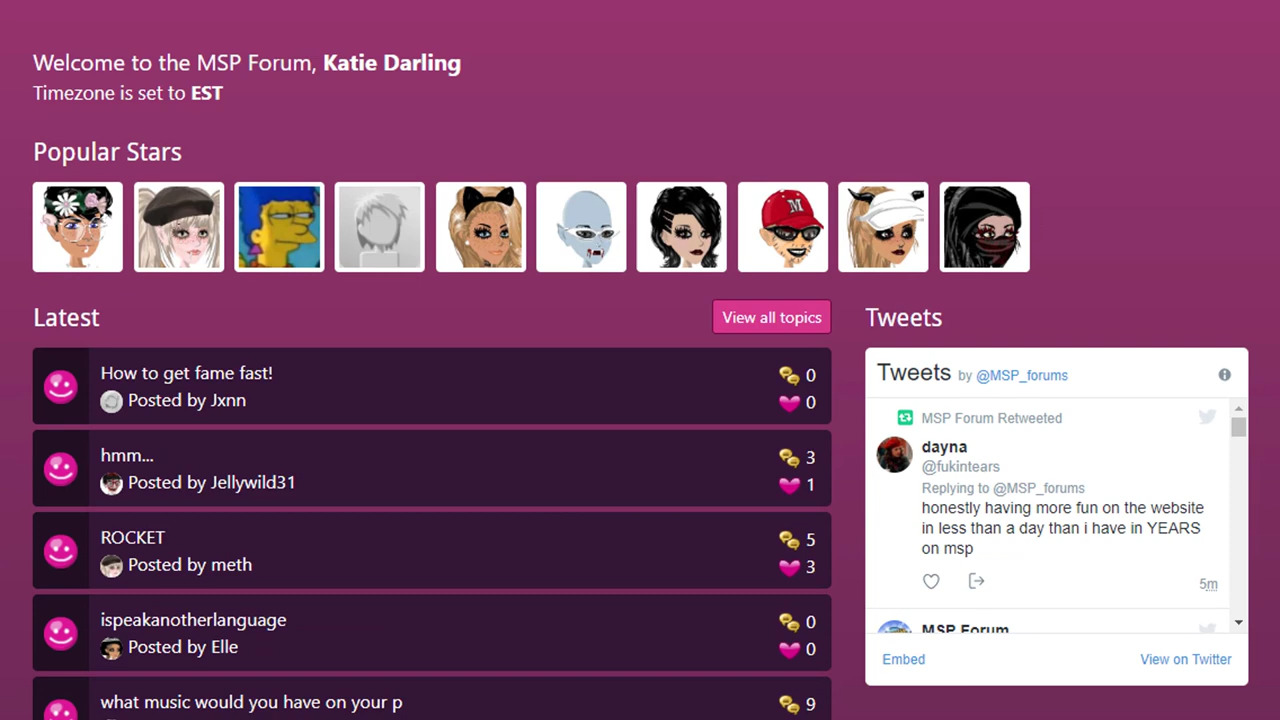 Welcome to the MSP Forum, Katie Darling
Timezone is set to EST
Popular Stars
M
Latest
View all topics
How to get fame fast!
0
Posted by Jxnn
0
hmm...
3
Posted by Jellywild31
1
ROCKET
5
Posted by meth
3
ispeakanotherlanguage
0
Posted by Elle
0
what music would you have on your p
9
Tweets
Tweets by @MSP_forums
MSP Forum Retweeted
dayna
@fukintears
Replying to @MSP_forums
honestly having more fun on the website
in less than a day than i have in YEARS
on msp
5m
MSP Forum
Embed
View on Twitter